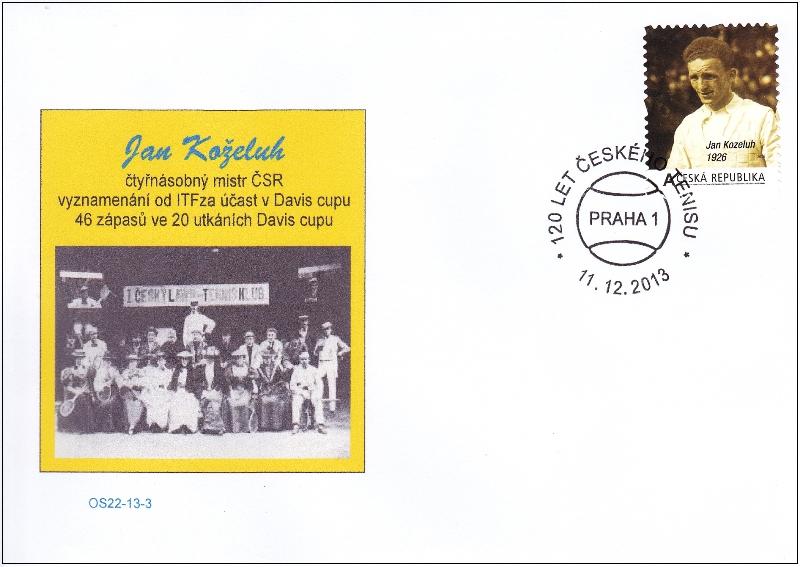 Jan Koželuh
čtyřnásobný mistr ČSR
vyznamenání od ITFza účast v Davis cupu
46 zápasů ve 20 utkáních Davis cupu
I. ČESKÝ LAWN-TENNIS KLUB
OS22-13-3
Jan Kozeluh
1926
A ČESKÁ REPUBLIKA
* 120 LET ČESKÉHO TENISU *
PRAHA 1
11.12.2013